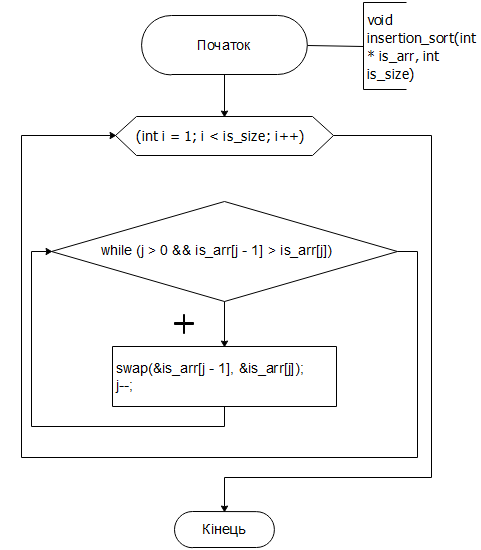 Початок
void
insertion_sort(int
* is_arr, int
is_size)
(int i = 1; i < is_size; i++)
while (j > 0 && is_arr[j - 1] > is_arr[j])
+
swap(&is_arr[j - 1], &is_arr[j]);
j--;
Кінець